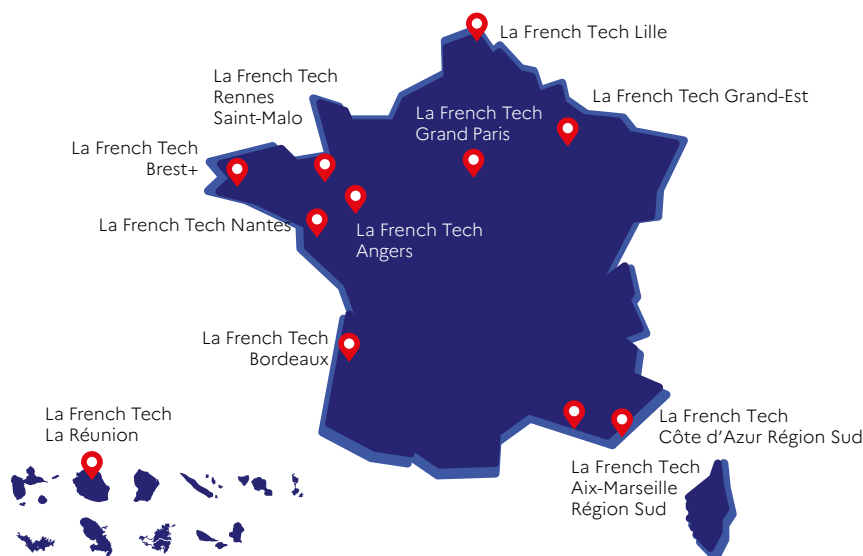 La French Tech Lille
La French Tech
Rennes
Saint-Malo
La French Tech Grand-Est
La French Tech
Grand Paris
La French Tech
Brest+
La French Tech Nantes
La French Tech
Angers
La French Tech
Bordeaux
La French Tech
La Réunion
La French Tech
Côte d’Azur Région Sud
La French Tech
Aix-Marseille
Région Sud